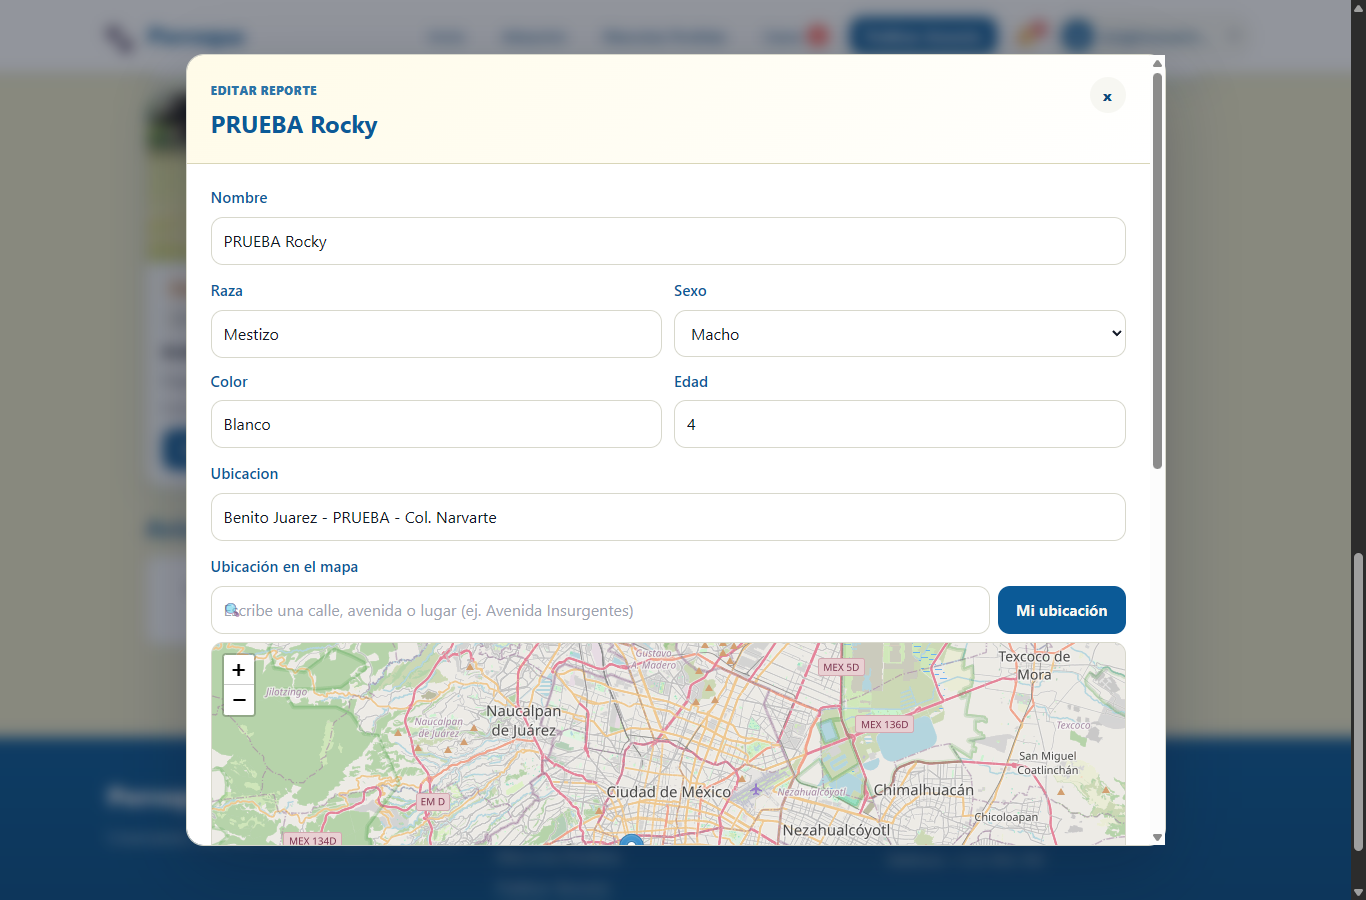 EDITAR REPORTE
PRUEBA Rocky
x
Nombre
PRUEBA Rocky
Raza
Sexo
Mestizo
Macho
Color
Edad
Blanco
4
Ubicacion
Benito Juarez - PRUEBA - Col. Narvarte
Ubicación en el mapa
Escribe una calle, avenida o lugar (ej. Avenida Insurgentes)
Mi ubicación
+
−
Gustavo
A. Madero
MEX 5D
Texcoco de
Mora
Jilotzingo
Naucalpan
de Juárez
Naucalpan
de Juárez
MEX 136D
Texcoco
San Miguel
Coatlinchán
Ciudad de México
Nezahualcóyotl
Chimalhuacán
EM D
Chicoloapan
Nezahualcóyotl
MEX 134D